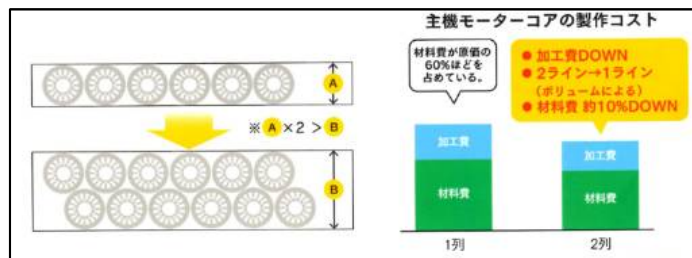 主機モーターコアの製作コスト
材料費が原価の
60%ほどを
占めている。
● 加工費DOWN
● 2ライン→1ライン
（ボリュームによる）
● 材料費 約10%DOWN
A
※ A ×2 > B
B
加工費
材料費
1列
加工費
材料費
2列